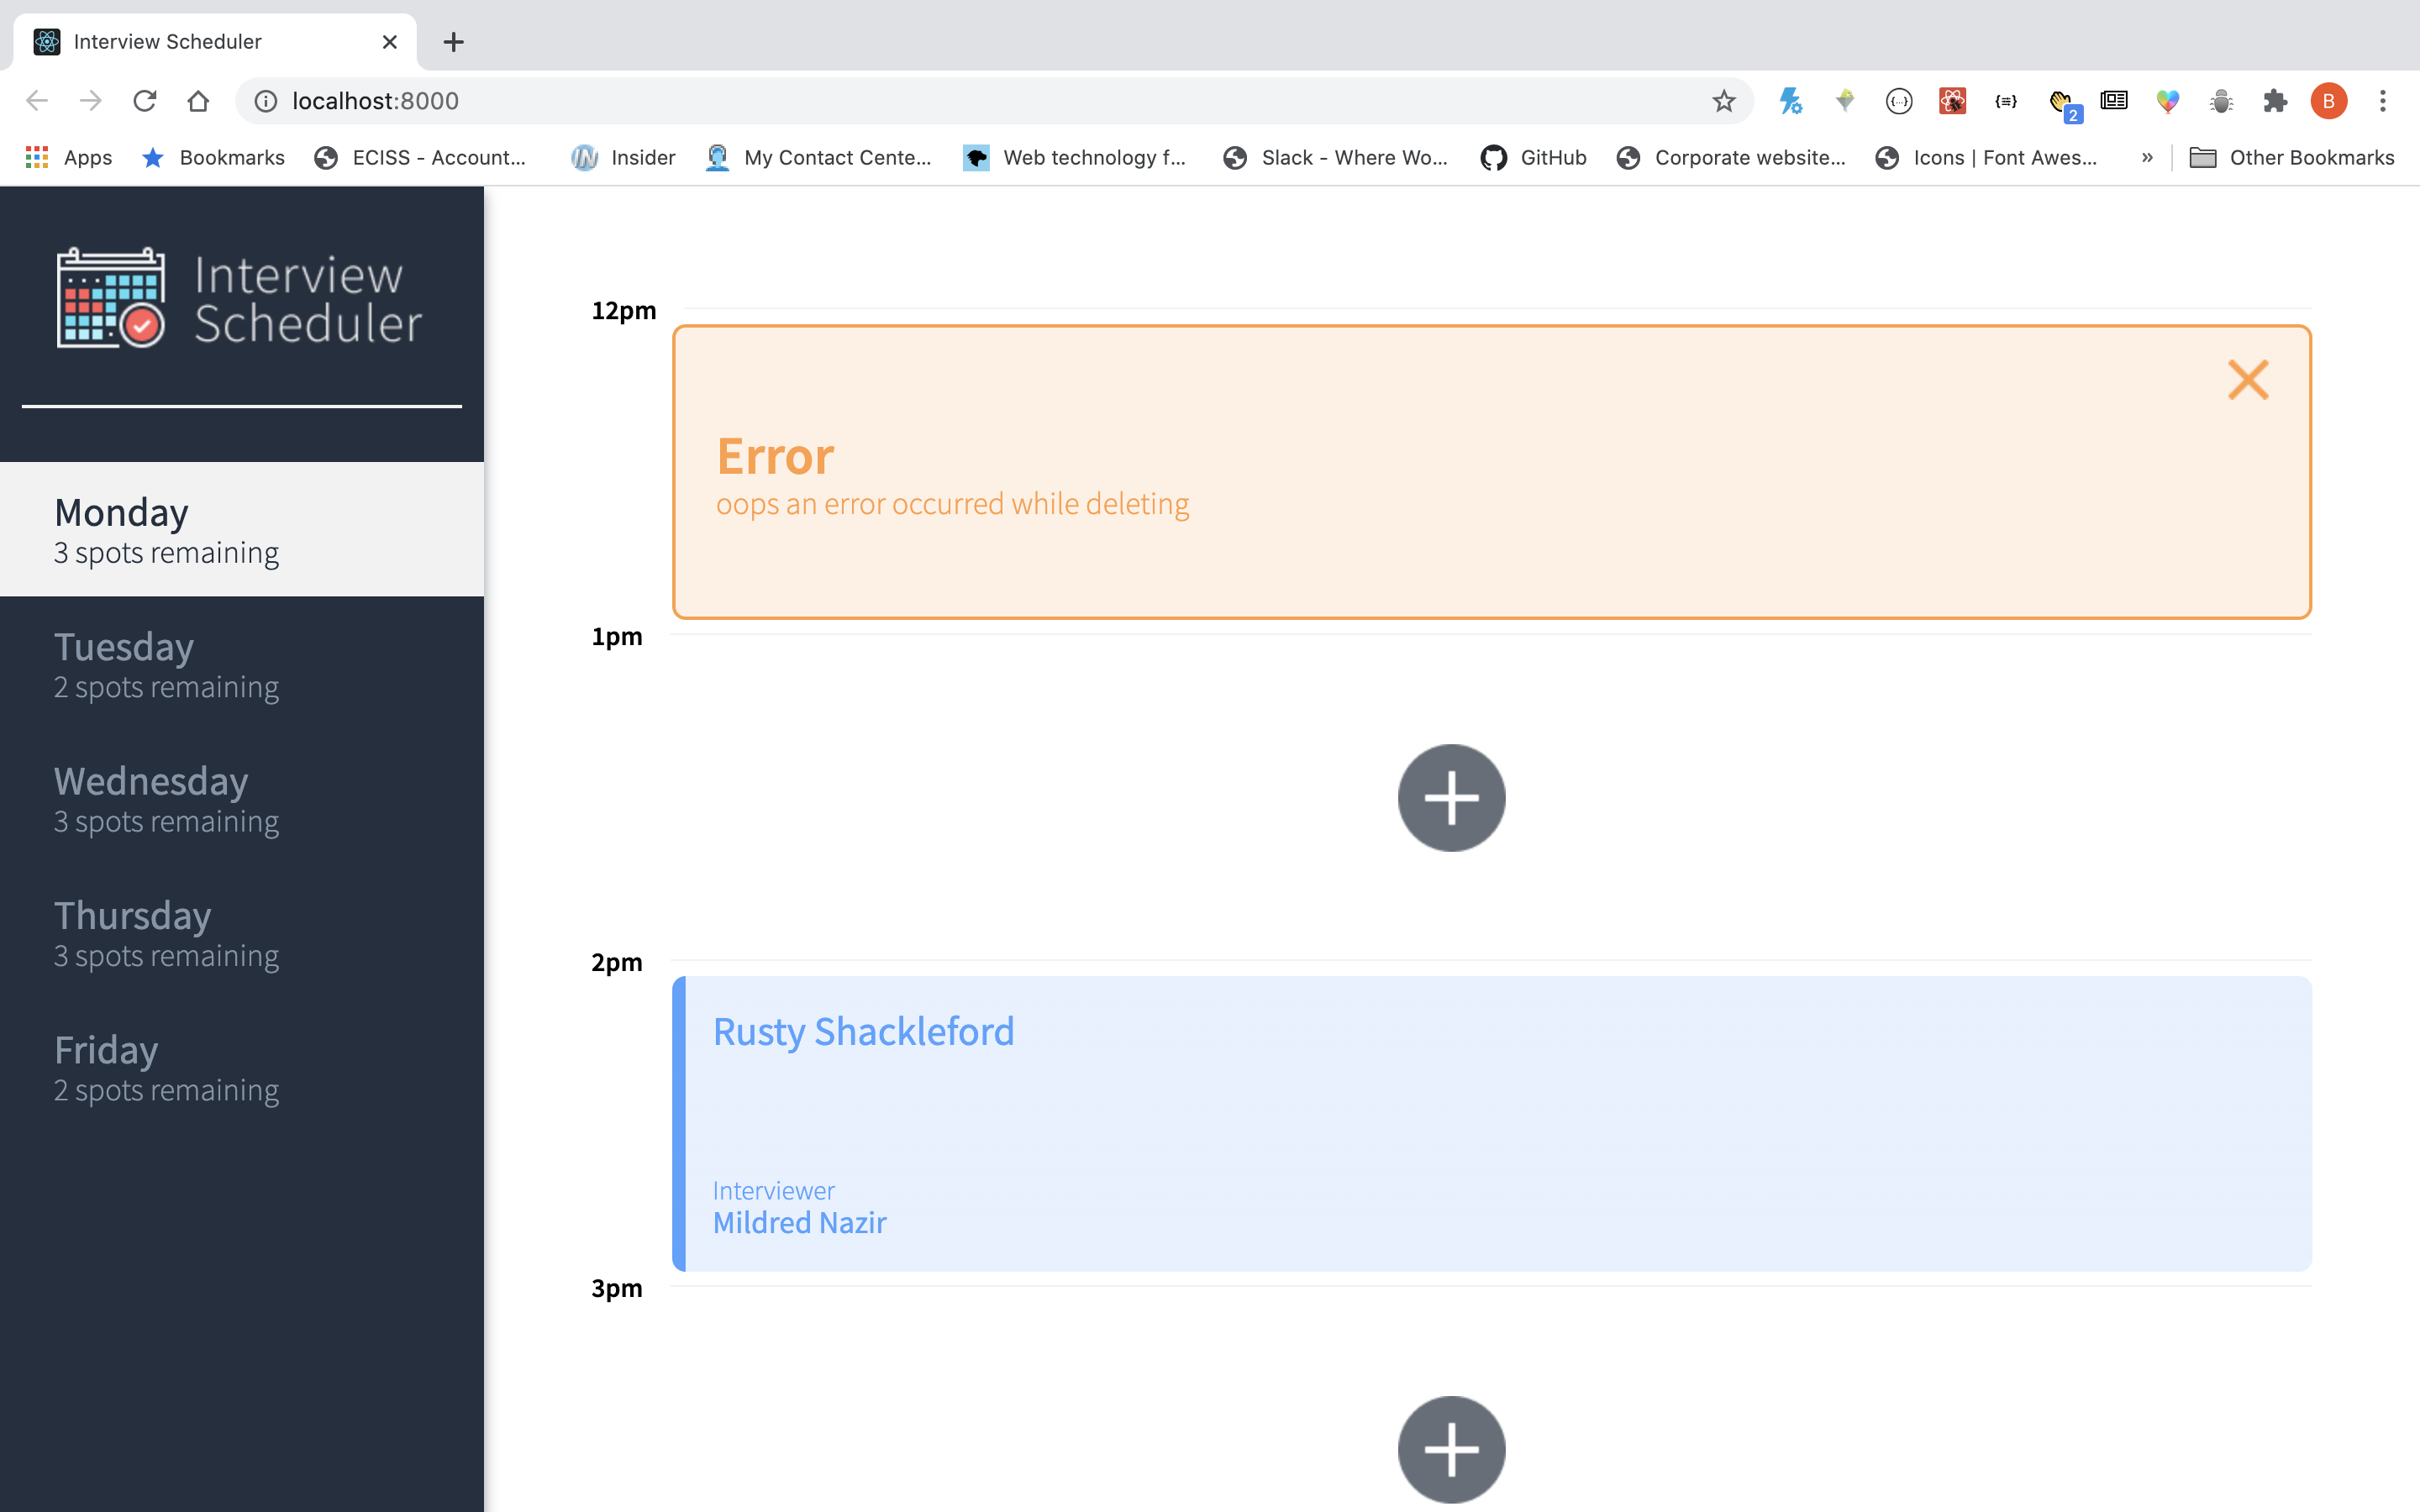 Interview Scheduler
localhost:8000
B
2
Apps
Bookmarks
ECISS - Account...
Insider
My Contact Cente...
Web technology f...
Slack - Where Wo...
GitHub
Corporate website...
Icons | Font Awes...
»
Other Bookmarks
Interview
Scheduler
Monday
3 spots remaining
Tuesday
2 spots remaining
Wednesday
3 spots remaining
Thursday
3 spots remaining
Friday
2 spots remaining
12pm
Error
oops an error occurred while deleting
1pm
2pm
Rusty Shackleford
Interviewer
Mildred Nazir
3pm